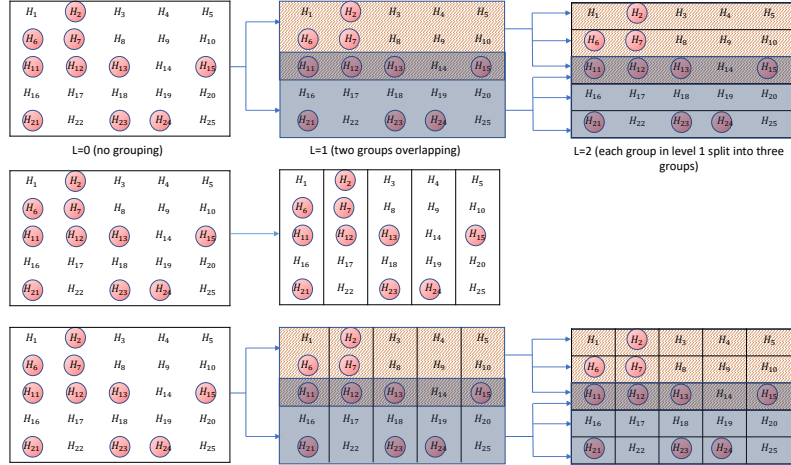 H₁ H₂ H₃ H₄ H₅
H₆ H₇ H₈ H₉ H₁₀
H₁₁ H₁₂ H₁₃ H₁₄ H₁₅
H₁₆ H₁₇ H₁₈ H₁₉ H₂₀
H₂₁ H₂₂ H₂₃ H₂₄ H₂₅
L=0 (no grouping)
H₁ H₂ H₃ H₄ H₅
H₆ H₇ H₈ H₉ H₁₀
H₁₁ H₁₂ H₁₃ H₁₄ H₁₅
H₁₆ H₁₇ H₁₈ H₁₉ H₂₀
H₂₁ H₂₂ H₂₃ H₂₄ H₂₅
L=1 (two groups overlapping)
H₁ H₂ H₃ H₄ H₅
H₆ H₇ H₈ H₉ H₁₀
H₁₁ H₁₂ H₁₃ H₁₄ H₁₅
H₁₆ H₁₇ H₁₈ H₁₉ H₂₀
H₂₁ H₂₂ H₂₃ H₂₄ H₂₅
L=2 (each group in level 1 split into three
groups)
H₁ H₂ H₃ H₄ H₅
H₆ H₇ H₈ H₉ H₁₀
H₁₁ H₁₂ H₁₃ H₁₄ H₁₅
H₁₆ H₁₇ H₁₈ H₁₉ H₂₀
H₂₁ H₂₂ H₂₃ H₂₄ H₂₅
H₁ H₂ H₃ H₄ H₅
H₆ H₇ H₈ H₉ H₁₀
H₁₁ H₁₂ H₁₃ H₁₄ H₁₅
H₁₆ H₁₇ H₁₈ H₁₉ H₂₀
H₂₁ H₂₂ H₂₃ H₂₄ H₂₅
H₁ H₂ H₃ H₄ H₅
H₆ H₇ H₈ H₉ H₁₀
H₁₁ H₁₂ H₁₃ H₁₄ H₁₅
H₁₆ H₁₇ H₁₈ H₁₉ H₂₀
H₂₁ H₂₂ H₂₃ H₂₄ H₂₅
H₁ H₂ H₃ H₄ H₅
H₆ H₇ H₈ H₉ H₁₀
H₁₁ H₁₂ H₁₃ H₁₄ H₁₅
H₁₆ H₁₇ H₁₈ H₁₉ H₂₀
H₂₁ H₂₂ H₂₃ H₂₄ H₂₅
H₁ H₂ H₃ H₄ H₅
H₆ H₇ H₈ H₉ H₁₀
H₁₁ H₁₂ H₁₃ H₁₄ H₁₅
H₁₆ H₁₇ H₁₈ H₁₉ H₂₀
H₂₁ H₂₂ H₂₃ H₂₄ H₂₅